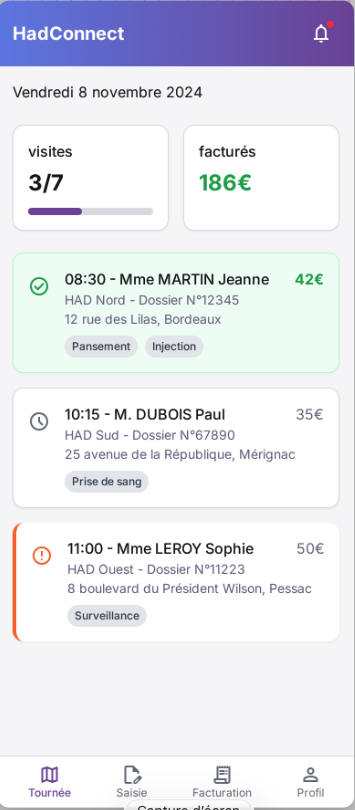 HadConnect
Vendredi 8 novembre 2024
visites
3/7
facturés
186€
08:30 - Mme MARTIN Jeanne 42€
HAD Nord - Dossier N°12345
12 rue des Lilas, Bordeaux
Pansement Injection
10:15 - M. DUBOIS Paul 35€
HAD Sud - Dossier N°67890
25 avenue de la République, Mérignac
Prise de sang
11:00 - Mme LEROY Sophie 50€
HAD Ouest - Dossier N°11223
8 boulevard du Président Wilson, Pessac
Surveillance
Tournée Saisie Facturation Profil
Capture d'écran